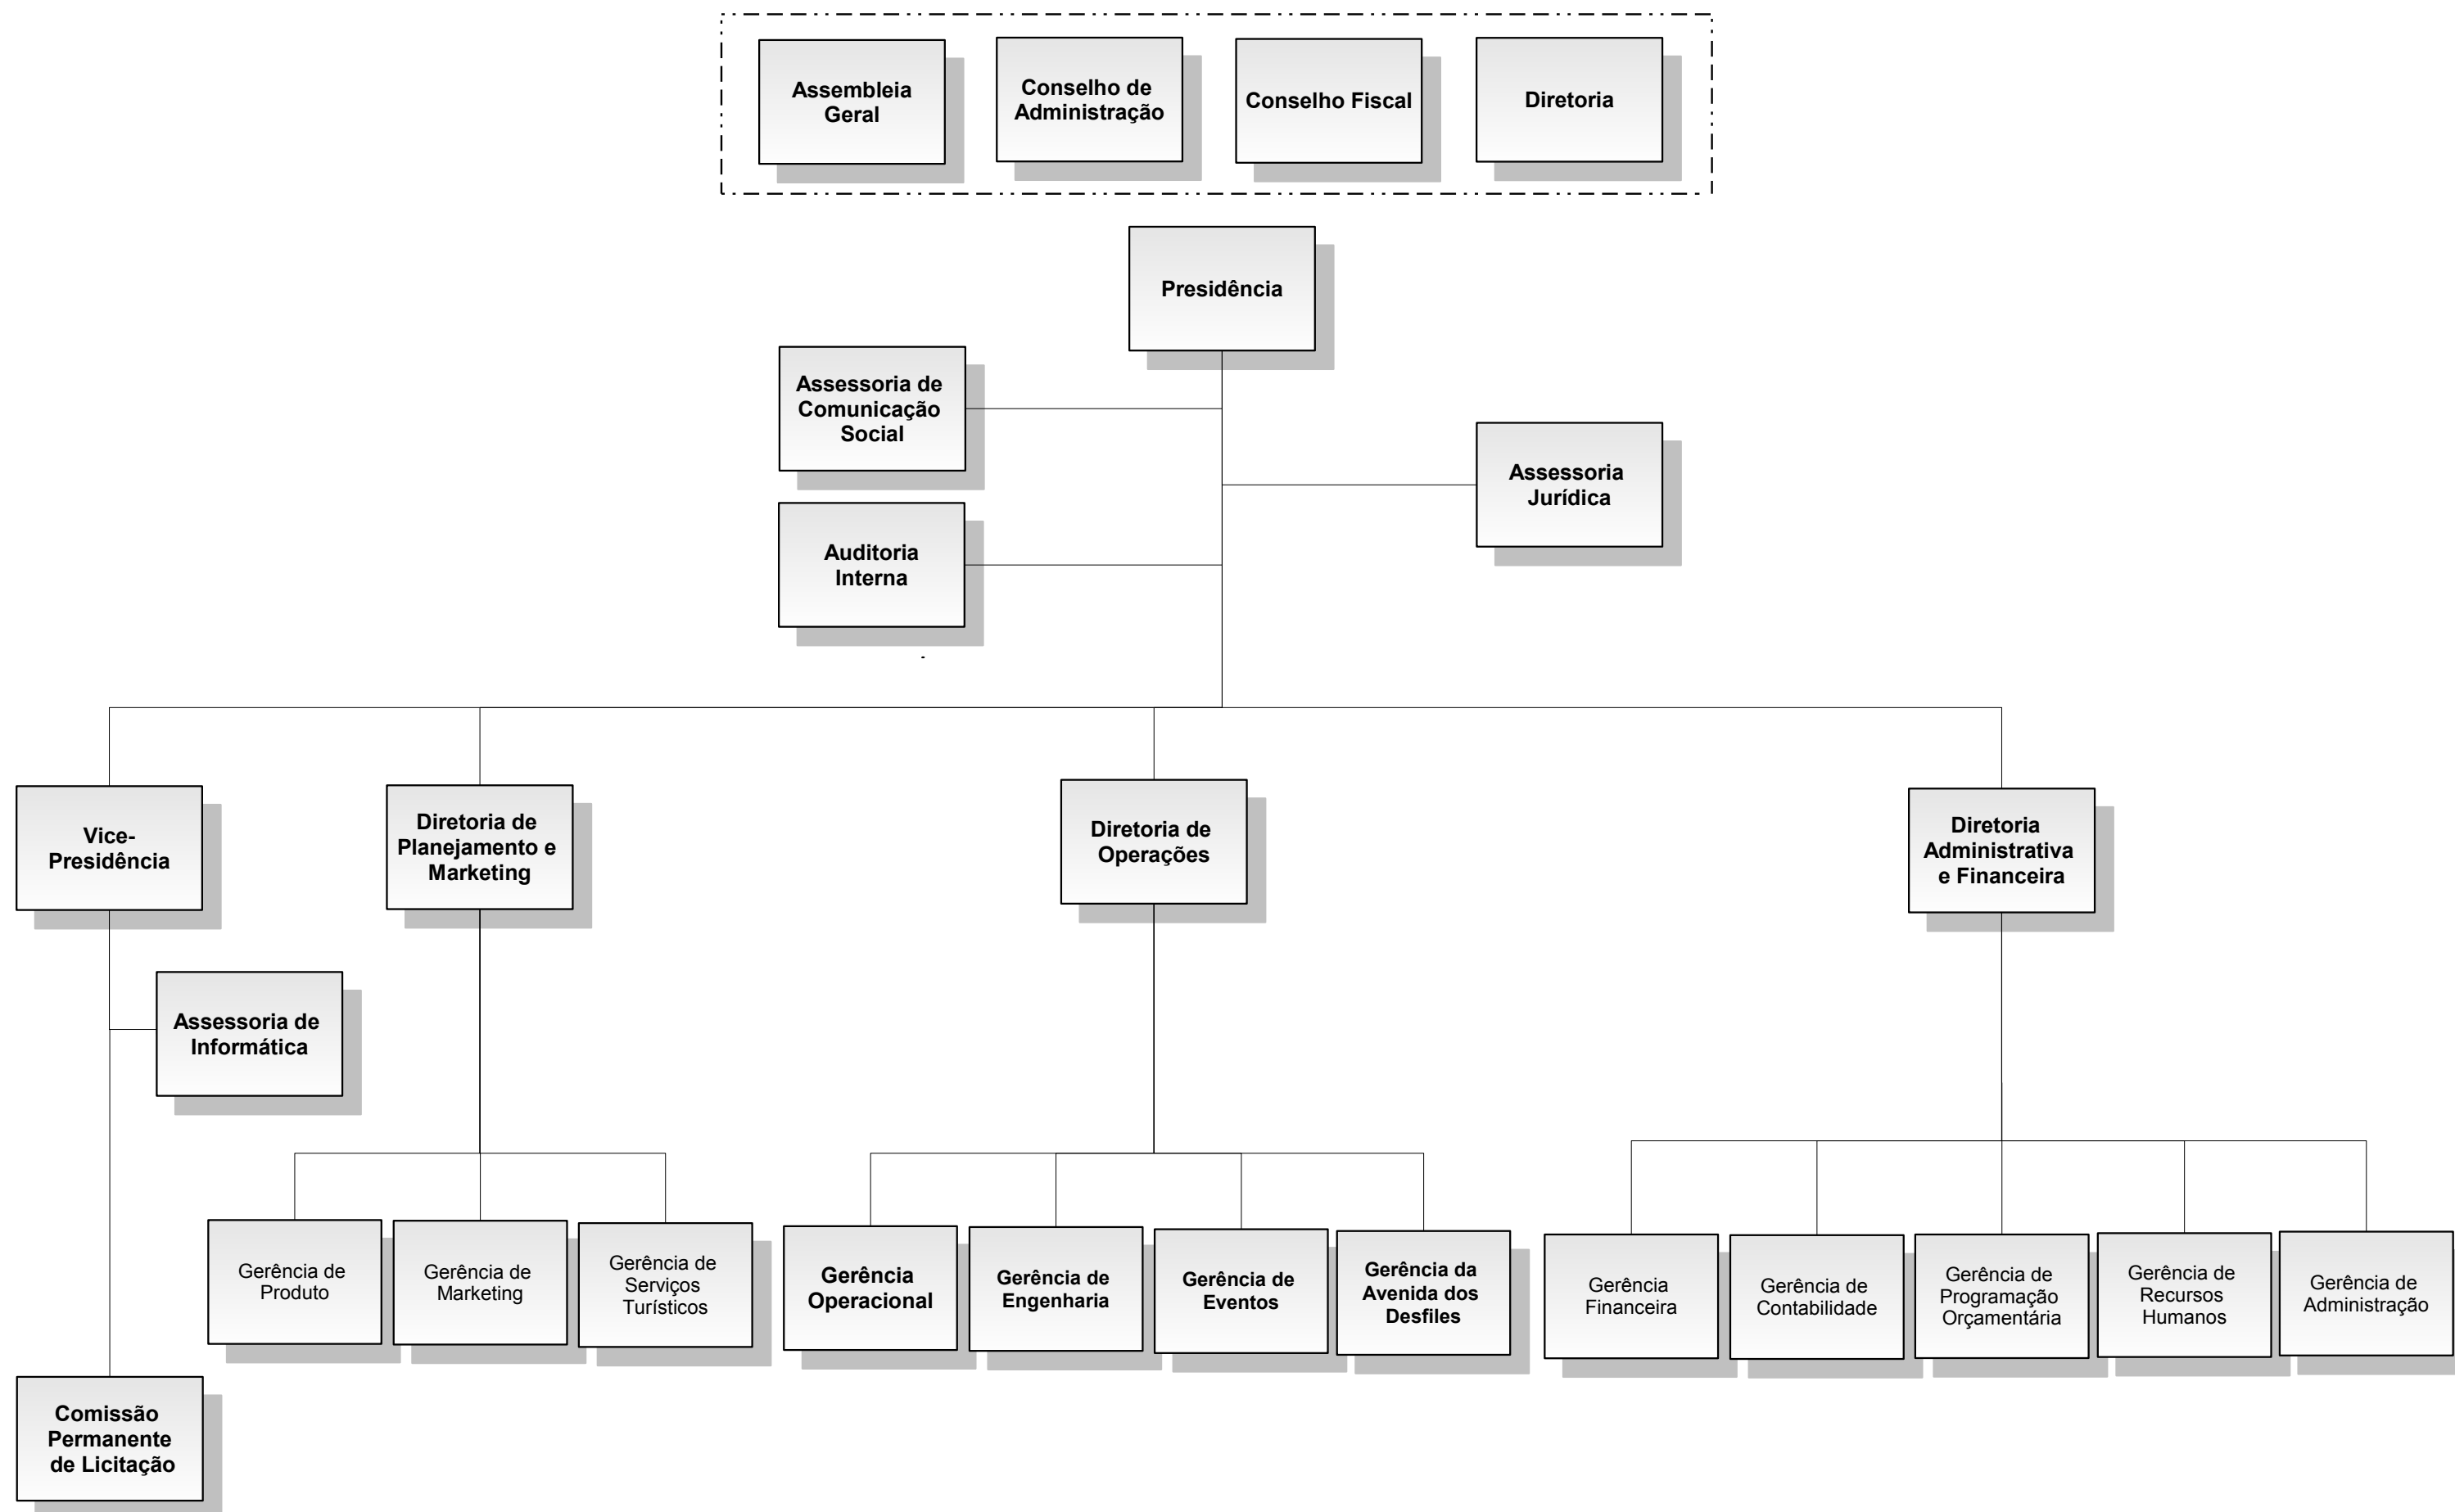 Assembleia
Geral
Conselho de
Administração
Conselho Fiscal
Diretoria
Presidência
Assessoria de
Comunicação
Social
Assessoria
Jurídica
Auditoria
Interna
-
Vice-
Presidência
Diretoria de
Planejamento e
Marketing
Diretoria de
Operações
Diretoria
Administrativa
e Financeira
Assessoria de
Informática
Gerência de
Produto
Gerência de
Marketing
Gerência de
Serviços
Turísticos
Gerência
Operacional
Gerência de
Engenharia
Gerência de
Eventos
Gerência da
Avenida dos
Desfiles
Gerência
Financeira
Gerência de
Contabilidade
Gerência de
Programação
Orçamentária
Gerência de
Recursos
Humanos
Gerência de
Administração
Comissão
Permanente
de Licitação